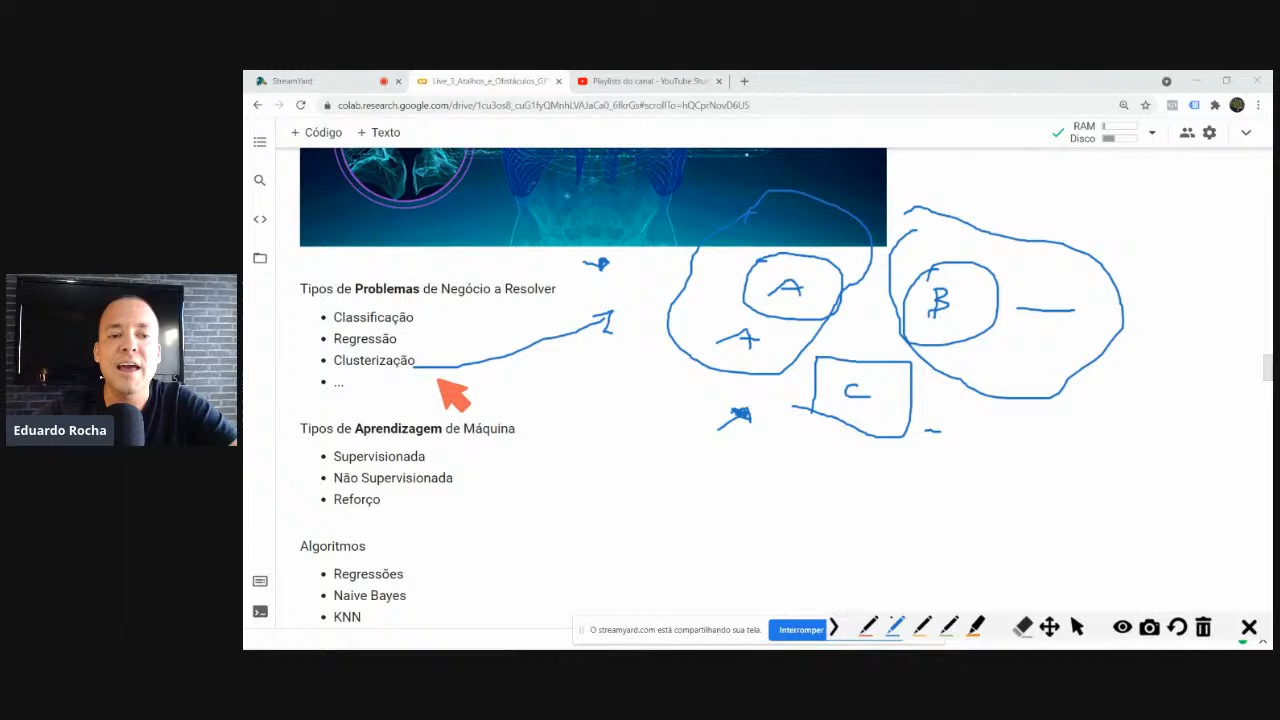 StreamYard
Live_3_Atalhos_e_Obstáculos_GI
Playlists do canal - YouTube Stu
colab.research.google.com/drive/1cu3os8_cuG1fyQMnhLVAJaCa0_6fkrGs#scrollTo=hQCprNovD6US
+ Código + Texto
RAM
Disco
Tipos de Problemas de Negócio a Resolver
Classificação
Regressão
Clusterização
...
A
A
B
C
Tipos de Aprendizagem de Máquina
Supervisionada
Não Supervisionada
Reforço
Algoritmos
Regressões
Naive Bayes
KNN
Eduardo Rocha
O streamyard.com está compartilhando sua tela.
Interromper